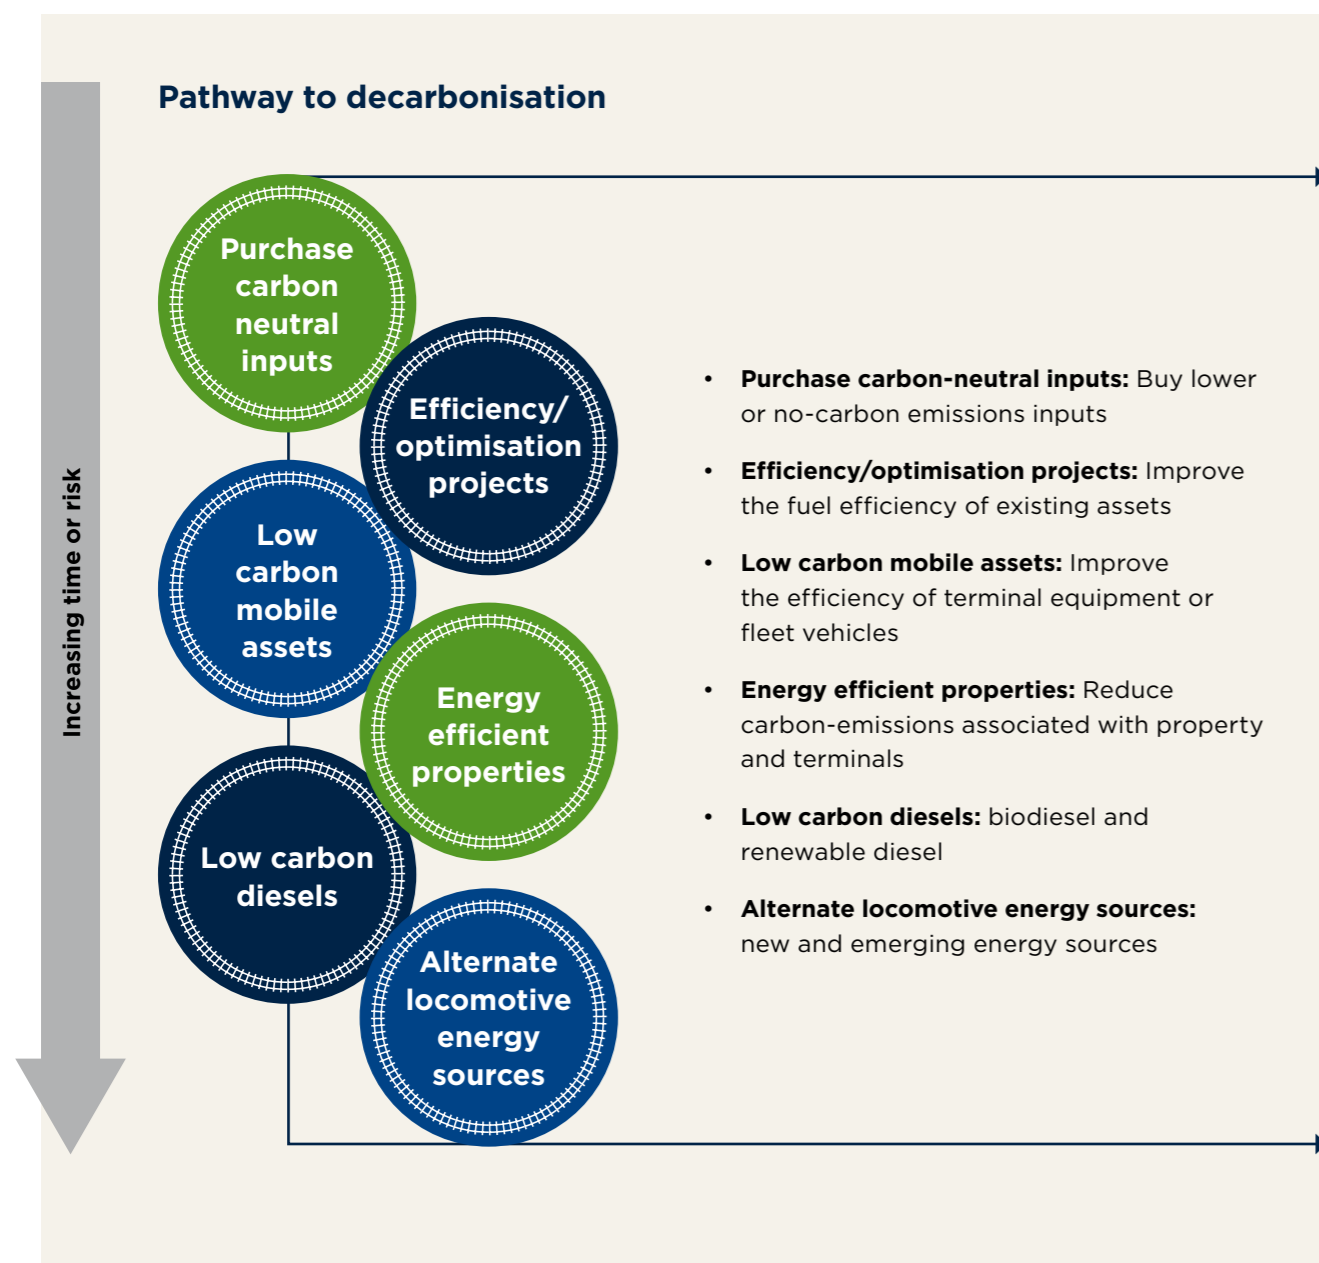 Pathway to decarbonisation
Increasing time or risk
Purchase
carbon
neutral
inputs
Efficiency/
optimisation
projects
Low
carbon
mobile
assets
Energy
efficient
properties
Low carbon
diesels
Alternate
locomotive
energy
sources
• Purchase carbon-neutral inputs: Buy lower
or no-carbon emissions inputs
• Efficiency/optimisation projects: Improve
the fuel efficiency of existing assets
• Low carbon mobile assets: Improve
the efficiency of terminal equipment or
fleet vehicles
• Energy efficient properties: Reduce
carbon-emissions associated with property
and terminals
• Low carbon diesels: biodiesel and
renewable diesel
• Alternate locomotive energy sources:
new and emerging energy sources